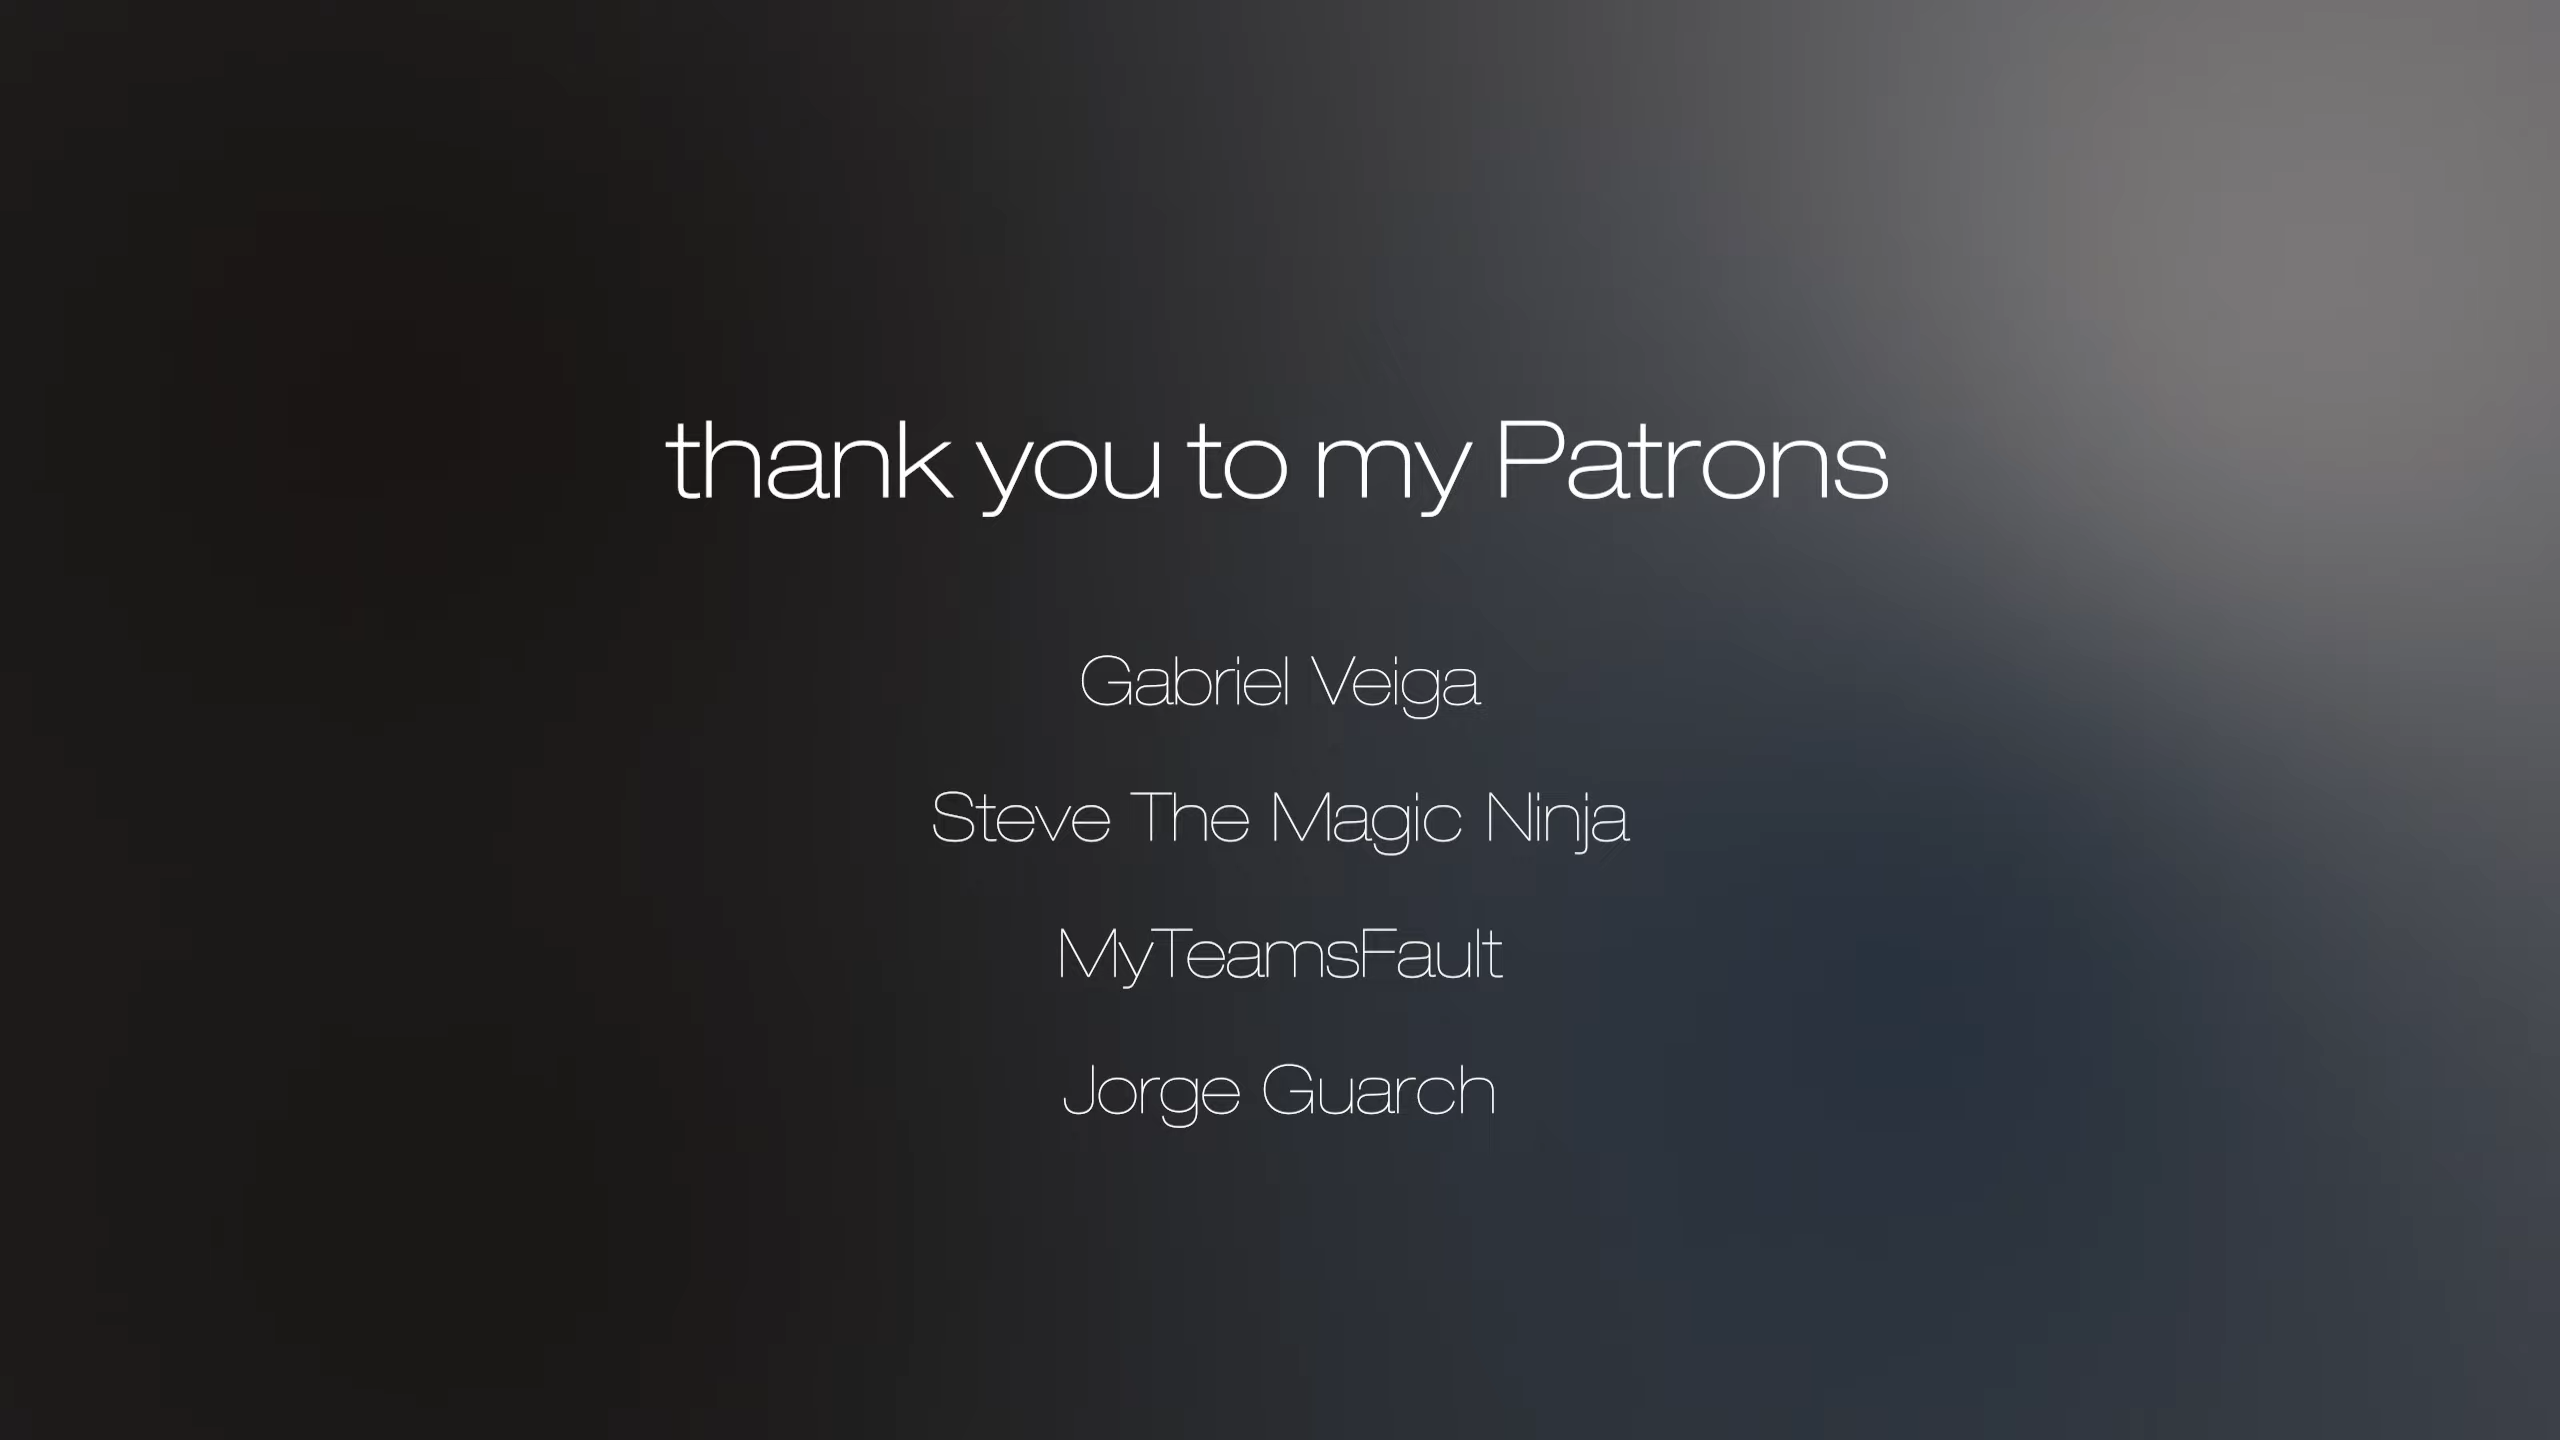 thank you to my Patrons
Gabriel Veiga
Steve The Magic Ninja
MyTeamsFault
Jorge Guarch